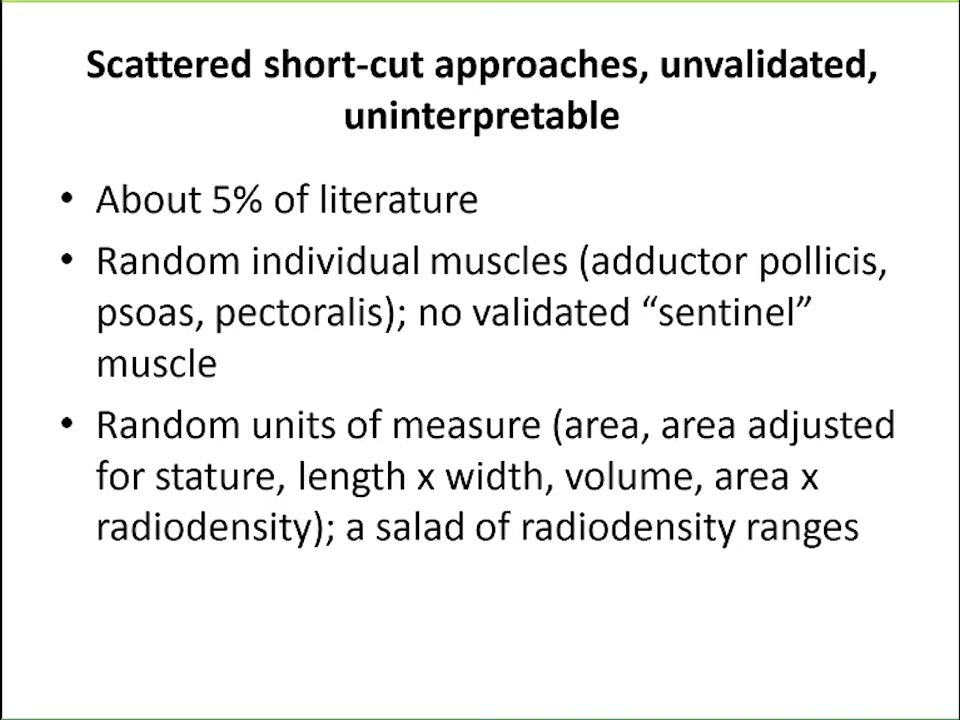 Scattered short-cut approaches, unvalidated,
uninterpretable
• About 5% of literature
• Random individual muscles (adductor pollicis,
psoas, pectoralis); no validated “sentinel”
muscle
• Random units of measure (area, area adjusted
for stature, length x width, volume, area x
radiodensity); a salad of radiodensity ranges